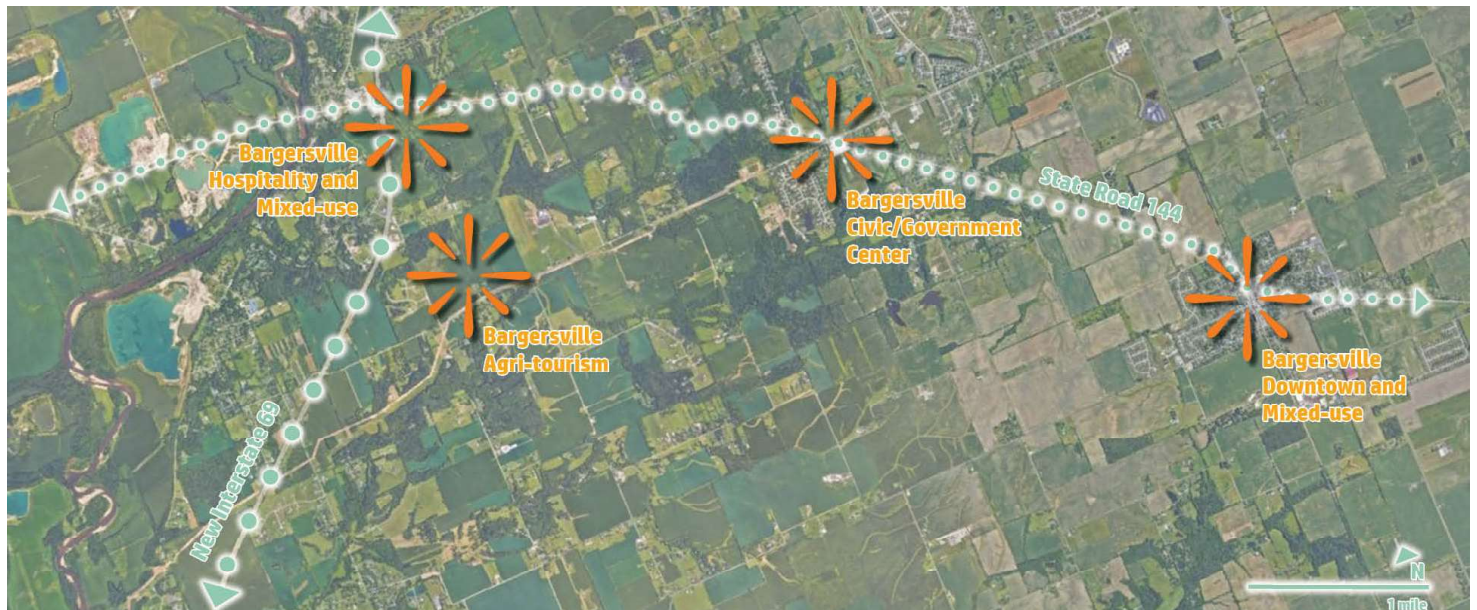 Bargersville
Hospitality and
Mixed-use
Bargersville
Agri-tourism
Bargersville
Civic/Government
Center
State Road 144
Bargersville
Downtown and
Mixed-use
New Interstate 69
N
1 mile